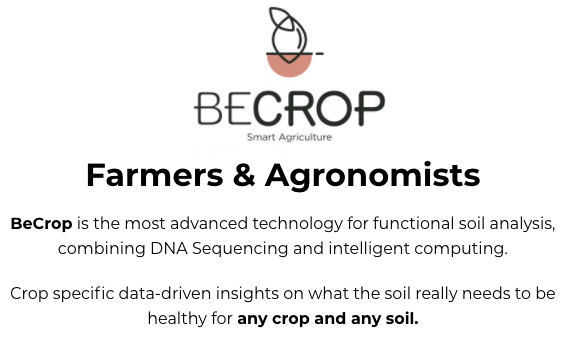 BECROP
Smart Agriculture
Farmers & Agronomists
BeCrop is the most advanced technology for functional soil analysis,
combining DNA Sequencing and intelligent computing.
Crop specific data-driven insights on what the soil really needs to be
healthy for any crop and any soil.